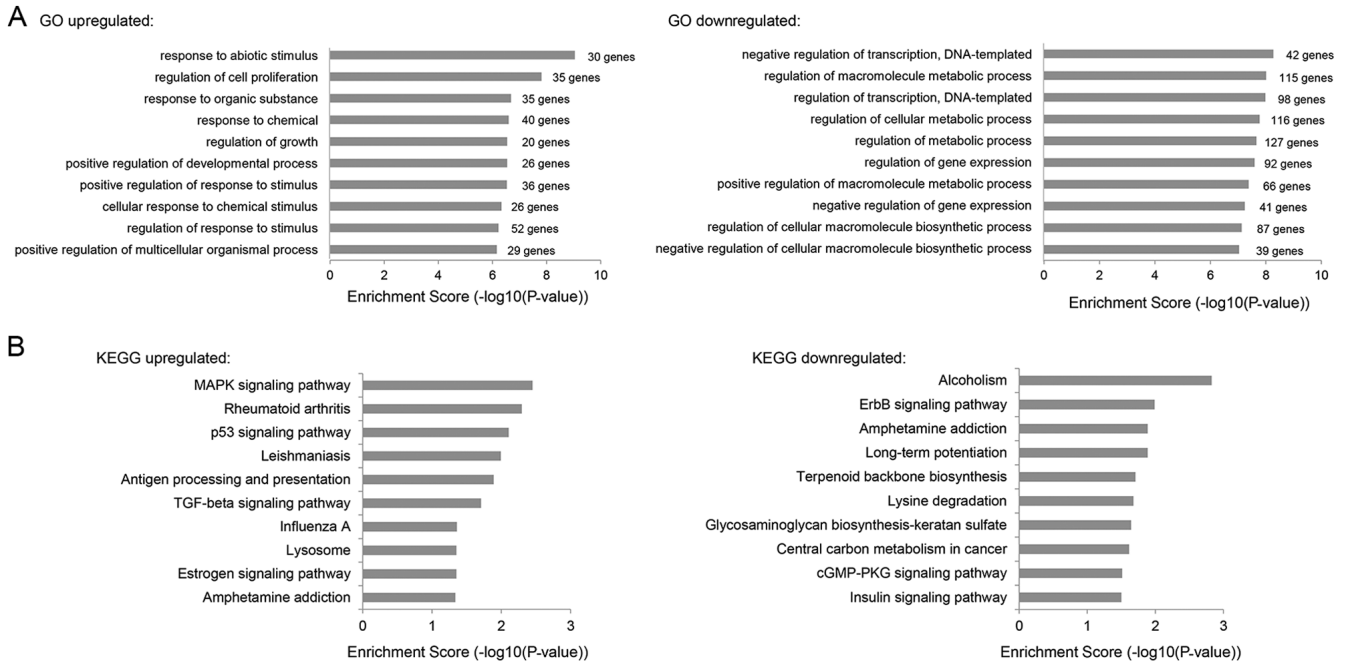 A
GO upregulated:
response to abiotic stimulus 30 genes
regulation of cell proliferation 35 genes
response to organic substance 35 genes
response to chemical 40 genes
regulation of growth 20 genes
positive regulation of developmental process 26 genes
positive regulation of response to stimulus 36 genes
cellular response to chemical stimulus 26 genes
regulation of response to stimulus 52 genes
positive regulation of multicellular organismal process 29 genes
0 2 4 6 8 10
Enrichment Score (-log10(P-value))
GO downregulated:
negative regulation of transcription, DNA-templated 42 genes
regulation of macromolecule metabolic process 115 genes
regulation of transcription, DNA-templated 98 genes
regulation of cellular metabolic process 116 genes
regulation of metabolic process 127 genes
regulation of gene expression 92 genes
positive regulation of macromolecule metabolic process 66 genes
negative regulation of gene expression 41 genes
regulation of cellular macromolecule biosynthetic process 87 genes
negative regulation of cellular macromolecule biosynthetic process 39 genes
0 2 4 6 8 10
Enrichment Score (-log10(P-value))
B
KEGG upregulated:
MAPK signaling pathway
Rheumatoid arthritis
p53 signaling pathway
Leishmaniasis
Antigen processing and presentation
TGF-beta signaling pathway
Influenza A
Lysosome
Estrogen signaling pathway
Amphetamine addiction
0 1 2 3
Enrichment Score (-log10(P-value))
KEGG downregulated:
Alcoholism
ErbB signaling pathway
Amphetamine addiction
Long-term potentiation
Terpenoid backbone biosynthesis
Lysine degradation
Glycosaminoglycan biosynthesis-keratan sulfate
Central carbon metabolism in cancer
cGMP-PKG signaling pathway
Insulin signaling pathway
0 1 2 3
Enrichment Score (-log10(P-value))